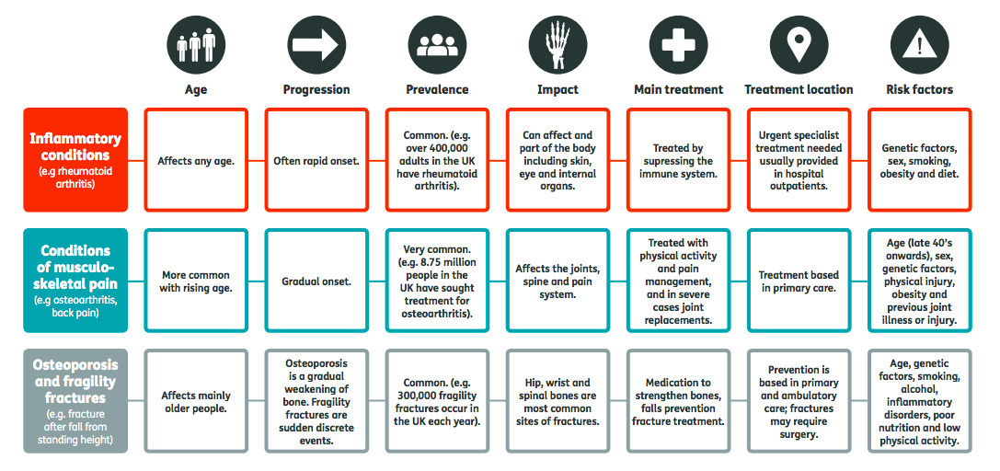 Age
Progression
Prevalence
Impact
Main treatment
Treatment location
Risk factors
Inflammatory
conditions
(e.g rheumatoid
arthritis)
Affects any age.
Often rapid onset.
Common. (e.g.
over 400,000
adults in the UK
have rheumatoid
arthritis).
Can affect and
part of the body
including skin,
eye and internal
organs.
Treated by
supressing the
immune system.
Urgent specialist
treatment needed
usually provided
in hospital
outpatients.
Genetic factors,
sex, smoking,
obesity and diet.
Conditions
of musculo-
skeletal pain
(e.g osteoarthritis,
back pain)
More common
with rising age.
Gradual onset.
Very common.
(e.g. 8.75 million
people in the
UK have sought
treatment for
osteoarthritis).
Affects the joints,
spine and pain
system.
Treated with
physical activity
and pain
management,
and in severe
cases joint
replacements.
Treatment based
in primary care.
Age (late 40's
onwards), sex,
genetic factors,
physical injury,
obesity and
previous joint
illness or injury.
Osteoporosis
and fragility
fractures
(e.g. fracture
after fall from
standing height)
Affects mainly
older people.
Osteoporosis
is a gradual
weakening of
bone. Fragility
fractures are
sudden discrete
events.
Common. (e.g.
300,000 fragility
fractures occur in
the UK each year).
Hip, wrist and
spinal bones are
most common
sites of fractures.
Medication to
strengthen bones,
falls prevention
fracture treatment.
Prevention is
based in primary
and ambulatory
care; fractures
may require
surgery.
Age, genetic
factors, smoking,
alcohol,
inflammatory
disorders, poor
nutrition and low
physical activity.